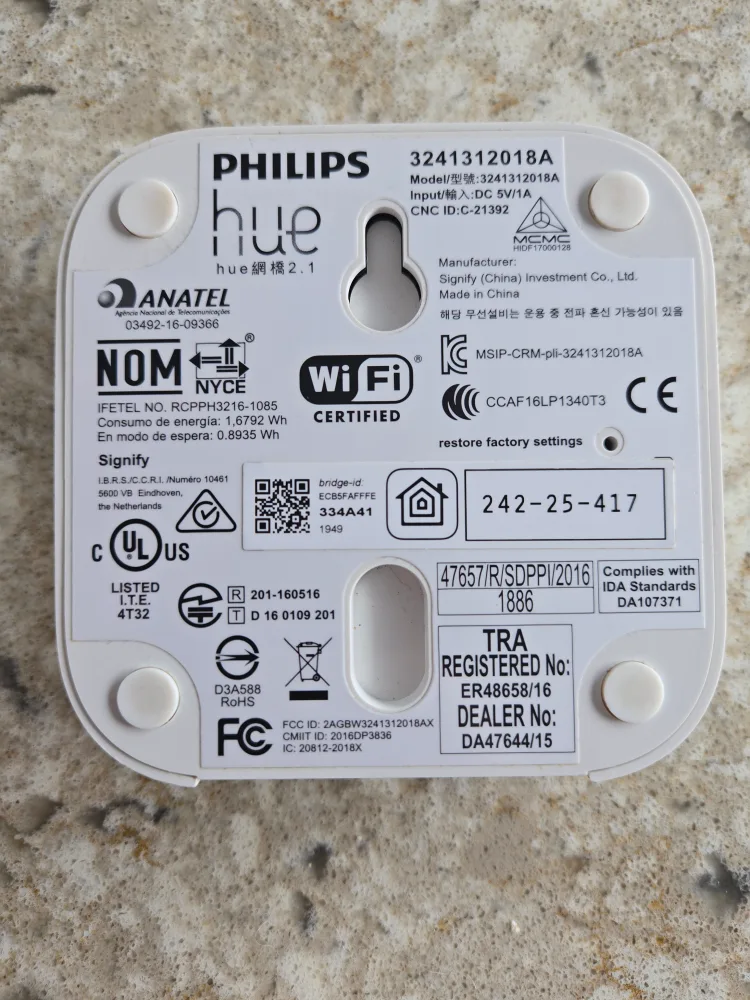 PHILIPS
hue
hue網橋2.1
3241312018A
Model/型號:3241312018A
Input/輸入:DC 5V/1A
CNC ID:C-21392
MCMC
HIDF17000128
Manufacturer:
Signify (China) Investment Co., Ltd.
Made in China
해당 무선설비는 운용 중 전파 혼신 가능성이 있음
ANATEL
Agência Nacional de Telecomunicações
03492-16-09366
NOM
NYCE®
IFETEL NO. RCPPH3216-1085
Consumo de energía: 1,6792 Wh
En modo de espera: 0.8935 Wh
Wi Fi®
CERTIFIED
MSIP-CRM-pli-3241312018A
CCAF16LP1340T3
CE
restore factory settings
Signify
I.B.R.S./C.C.R.I. /Numéro 10461
5600 VB Eindhoven,
the Netherlands
bridge-id:
ECB5FAFFFE
334A41
1949
242-25-417
C UL US
LISTED
I.T.E.
4T32
R 201-160516
T D 16 0109 201
47657/R/SDPPI/2016
1886
Complies with
IDA Standards
DA107371
D3A588
RoHS
TRA
REGISTERED No:
ER48658/16
DEALER No:
DA47644/15
FC
FCC ID: 2AGBW3241312018AX
CMIIT ID: 2016DP3836
IC: 20812-2018X